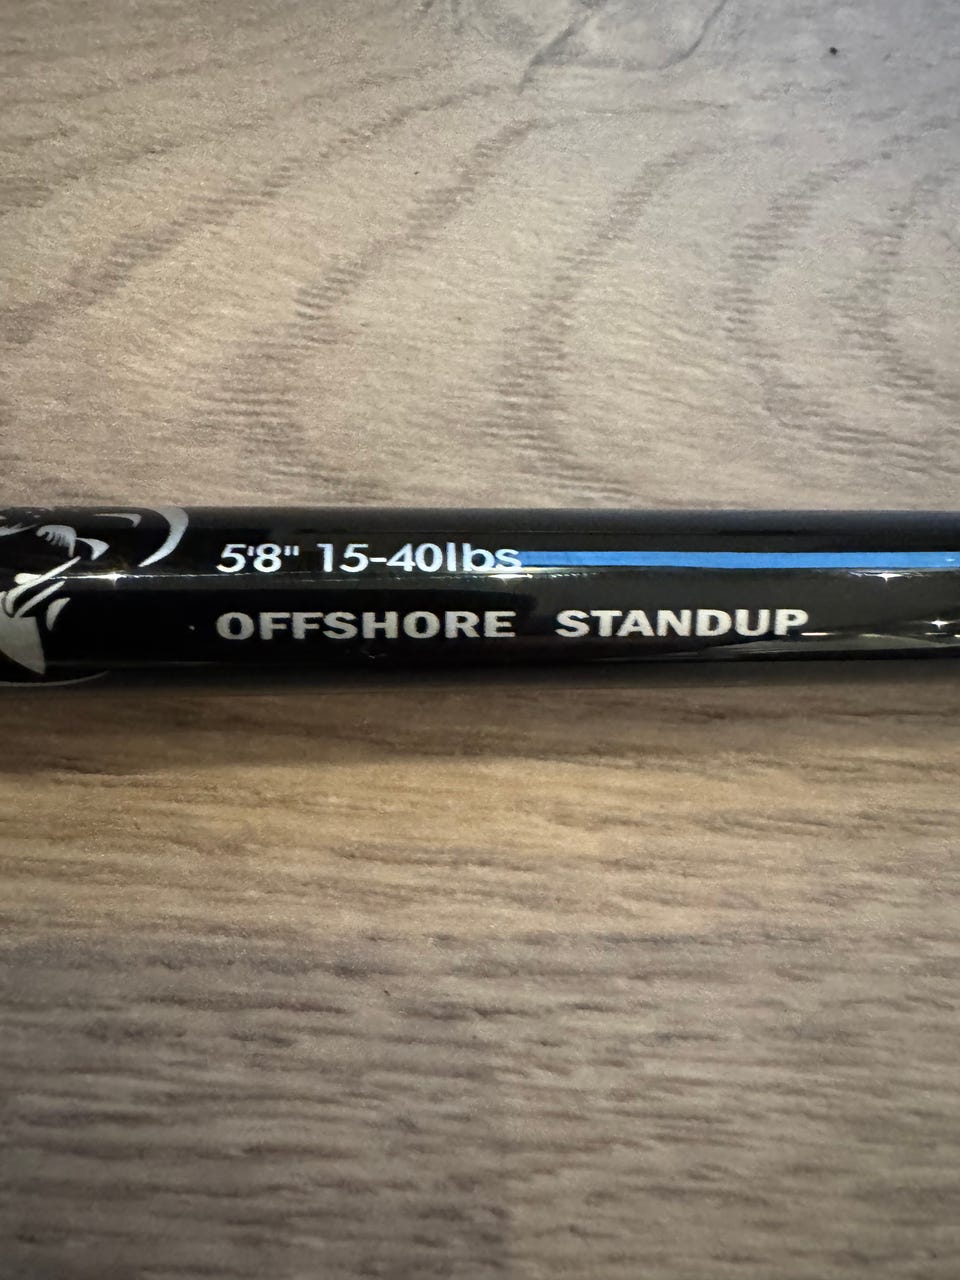 5'8" 15-40lbs
OFFSHORE STANDUP